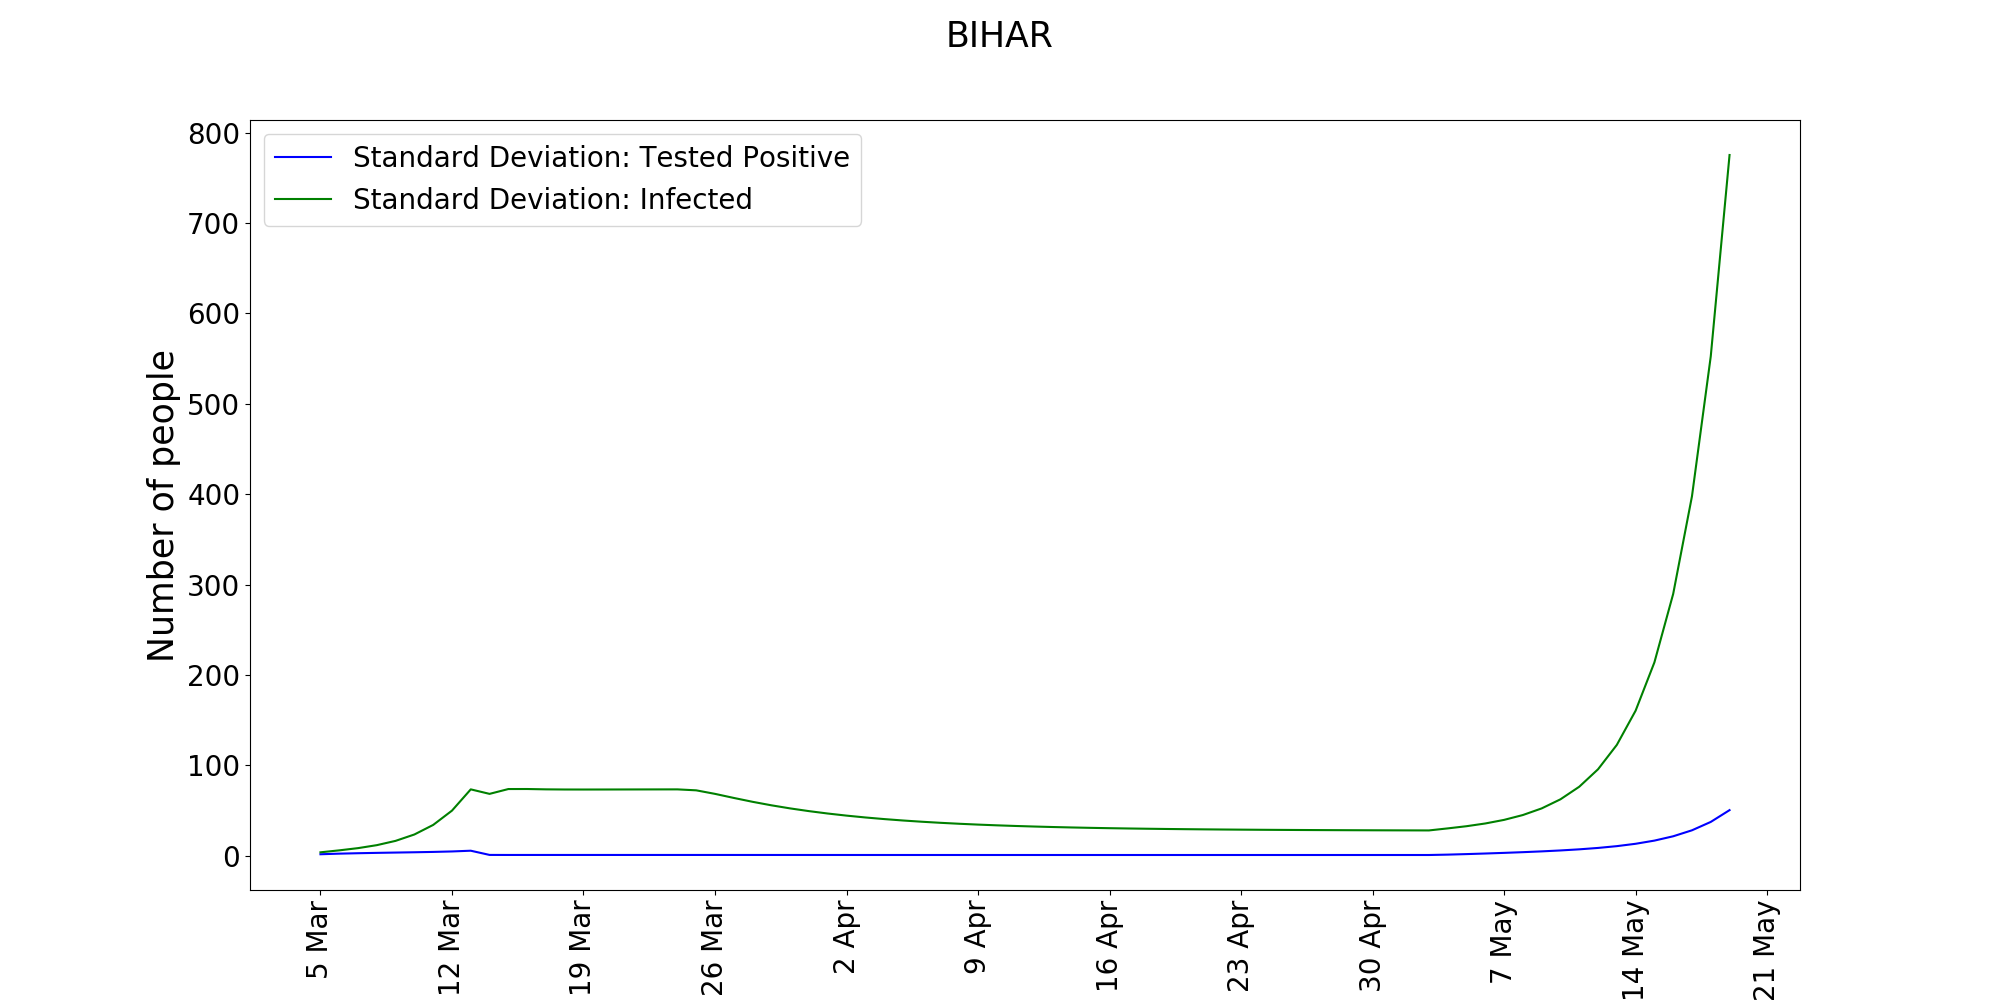 BIHAR
Standard Deviation: Tested Positive
Standard Deviation: Infected
Number of people
800
700
600
500
400
300
200
100
0
5 Mar
12 Mar
19 Mar
26 Mar
2 Apr
9 Apr
16 Apr
23 Apr
30 Apr
7 May
14 May
21 May